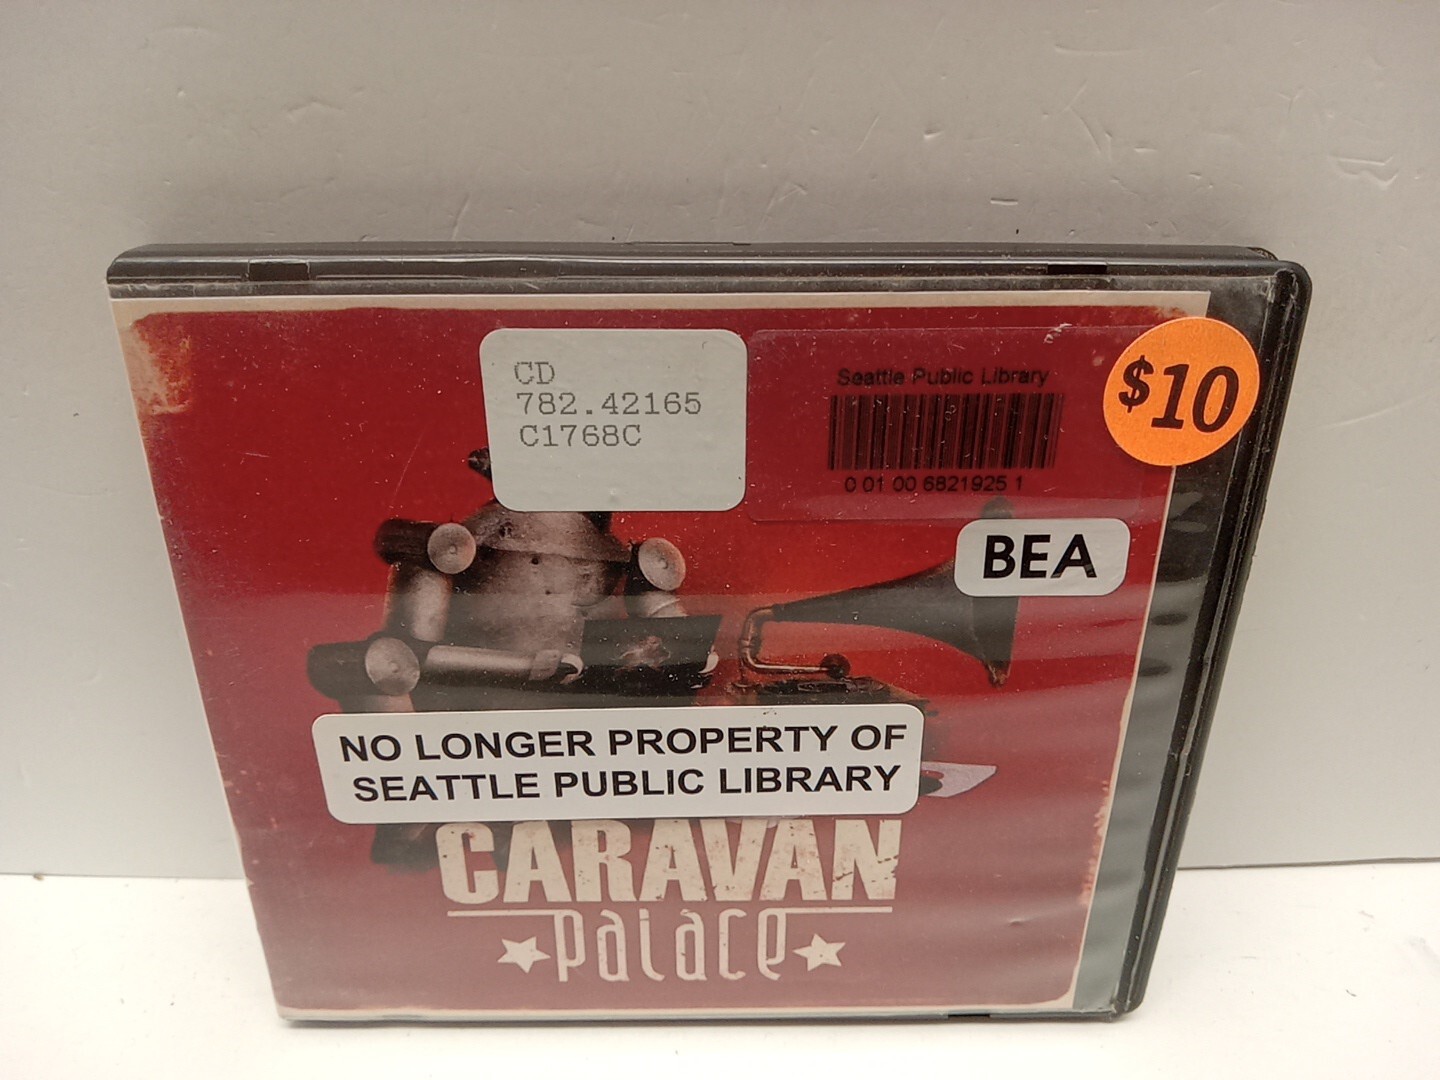 CD
782.42165
C1768C
Seattle Public Library
0 01 00 6821925 1
$10
BEA
NO LONGER PROPERTY OF
SEATTLE PUBLIC LIBRARY
CARAVAN
palace